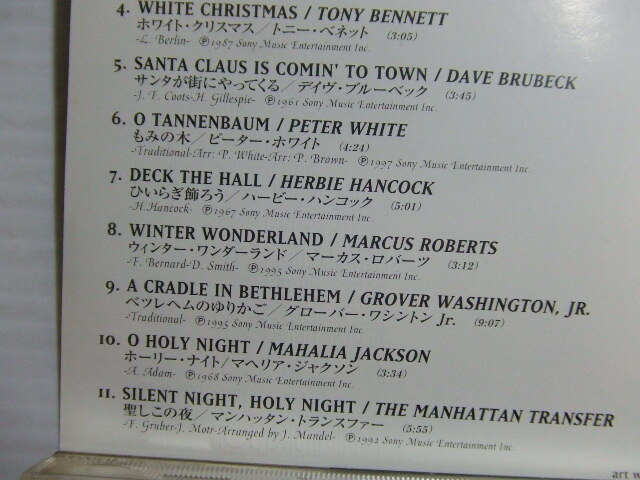 4. WHITE CHRISTMAS / TONY BENNETT
ホワイト・クリスマス／トニー・ベネット (3:05)
-L. Berlin- ℗1987 Sony Music Entertainment Inc.
5. SANTA CLAUS IS COMIN' TO TOWN / DAVE BRUBECK
サンタが街にやってくる／デイヴ・ブルーベック (3:45)
-J. F. Coots-H. Gillespie- ℗1961 Sony Music Entertainment Inc.
6. O TANNENBAUM / PETER WHITE
もみの木／ピーター・ホワイト (4:24)
-Traditional-Arr: P. White-Arr: P. Brown- ℗1997 Sony Music Entertainment Inc.
7. DECK THE HALL / HERBIE HANCOCK
ひいらぎ飾ろう／ハービー・ハンコック (5:01)
-H.Hancock- ℗1967 Sony Music Entertainment Inc.
8. WINTER WONDERLAND / MARCUS ROBERTS
ウィンター・ワンダーランド／マーカス・ロバーツ (3:12)
-F. Bernard-D. Smith- ℗1995 Sony Music Entertainment Inc.
9. A CRADLE IN BETHLEHEM / GROVER WASHINGTON, JR.
ベツレヘムのゆりかご／グローバー・ワシントン Jr. (9:07)
-Traditional- ℗1995 Sony Music Entertainment Inc.
10. O HOLY NIGHT / MAHALIA JACKSON
ホーリー・ナイト／マヘリア・ジャクソン (3:34)
-A. Adam- ℗1968 Sony Music Entertainment Inc.
11. SILENT NIGHT, HOLY NIGHT / THE MANHATTAN TRANSFER
聖しこの夜／マンハッタン・トランスファー (5:55)
-F. Gruber-J. Motr-Arranged by J. Mandel- ℗1992 Sony Music Entertainment Inc.
art